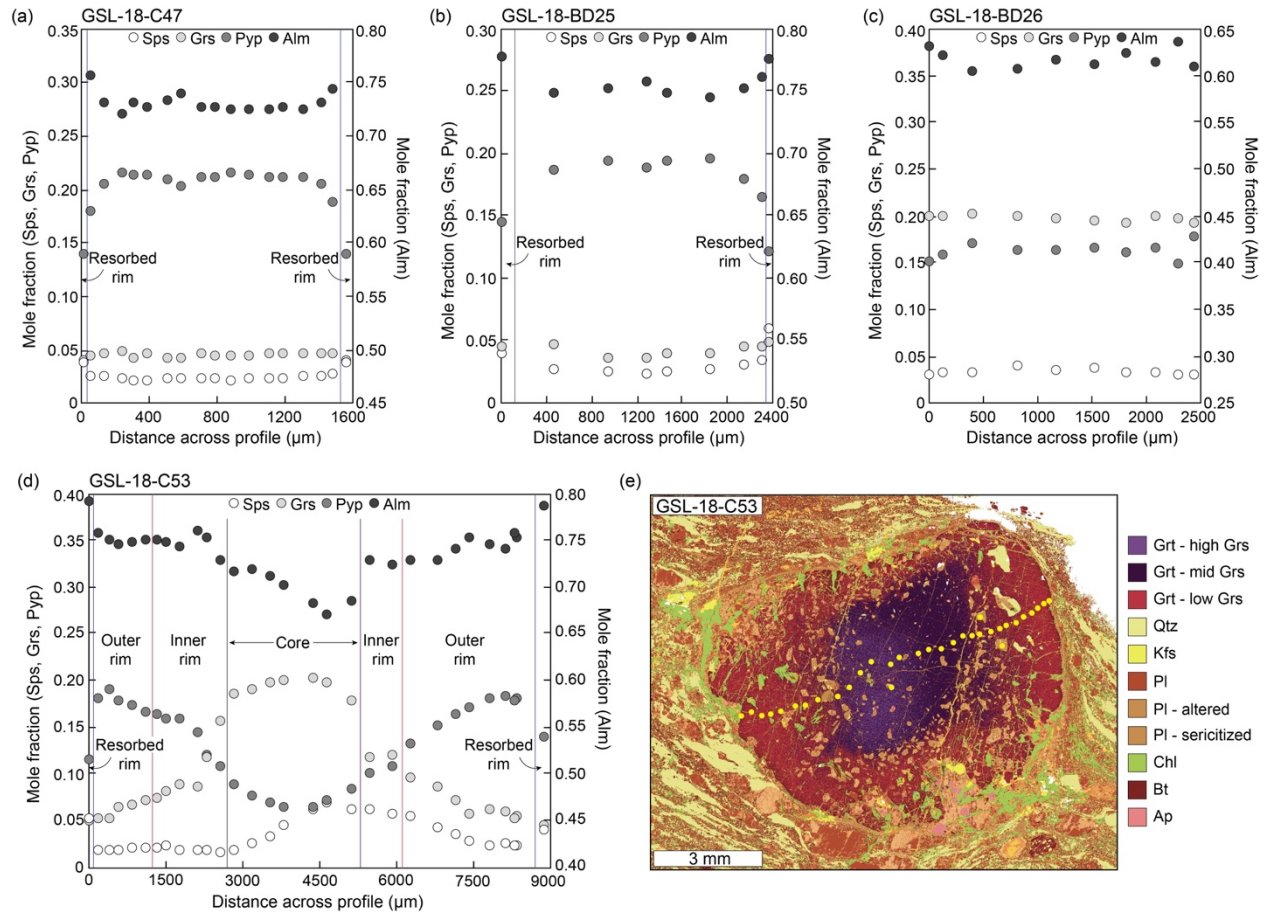 (a) GSL-18-C47
Sps Grs Pyp Alm
0.35
0.30
0.25
0.20
0.15
0.10
0.05
0
Mole fraction (Sps, Grs, Pyp)
0.80
0.75
0.70
0.65
0.60
0.55
0.50
0.45
Mole fraction (Alm)
Resorbed
rim
Resorbed
rim
0 400 800 1200 1600
Distance across profile (µm)
(b) GSL-18-BD25
Sps Grs Pyp Alm
0.30
0.25
0.20
0.15
0.10
0.05
0
Mole fraction (Sps, Grs, Pyp)
0.80
0.75
0.70
0.65
0.60
0.55
0.50
Mole fraction (Alm)
Resorbed
rim
Resorbed
rim
0 400 800 1200 1600 2000 2400
Distance across profile (µm)
(c) GSL-18-BD26
Sps Grs Pyp Alm
0.40
0.35
0.30
0.25
0.20
0.15
0.10
0.05
0
Mole fraction (Sps, Grs, Pyp)
0.65
0.60
0.55
0.50
0.45
0.40
0.35
0.30
0.25
Mole fraction (Alm)
0 500 1000 1500 2000 2500
Distance across profile (µm)
(d) GSL-18-C53
Sps Grs Pyp Alm
0.40
0.35
0.30
0.25
0.20
0.15
0.10
0.05
0
Mole fraction (Sps, Grs, Pyp)
0.80
0.75
0.70
0.65
0.60
0.55
0.50
0.45
0.40
Mole fraction (Alm)
Outer
rim
Inner
rim
Core
Inner
rim
Outer
rim
Resorbed
rim
Resorbed
rim
0 1500 3000 4500 6000 7500 9000
Distance across profile (µm)
(e)
GSL-18-C53
3 mm
Grt - high Grs
Grt - mid Grs
Grt - low Grs
Qtz
Kfs
Pl
Pl - altered
Pl - sericitized
Chl
Bt
Ap